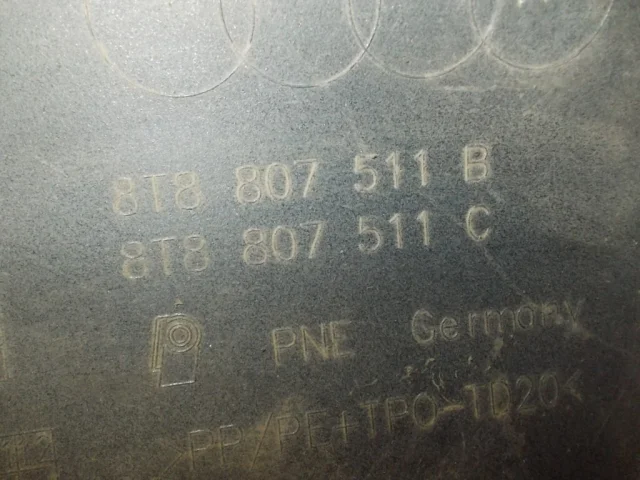 8T8 807 511 B
8T8 807 511 C
PNE Germany
>PP/PE+TPO-TD20<